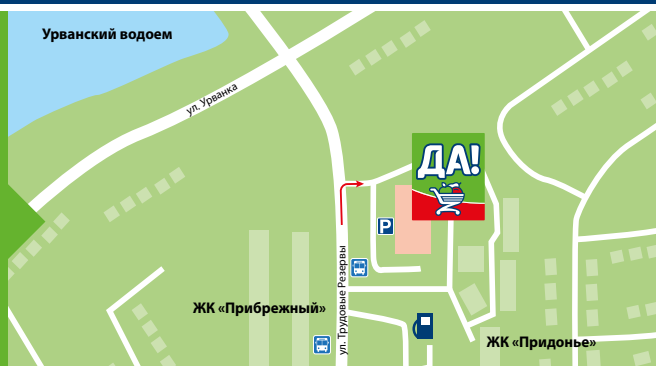 Урванский водоем
ул. Урванка
ДА!
P
ул. Трудовые Резервы
ЖК «Прибрежный»
ЖК «Придонье»